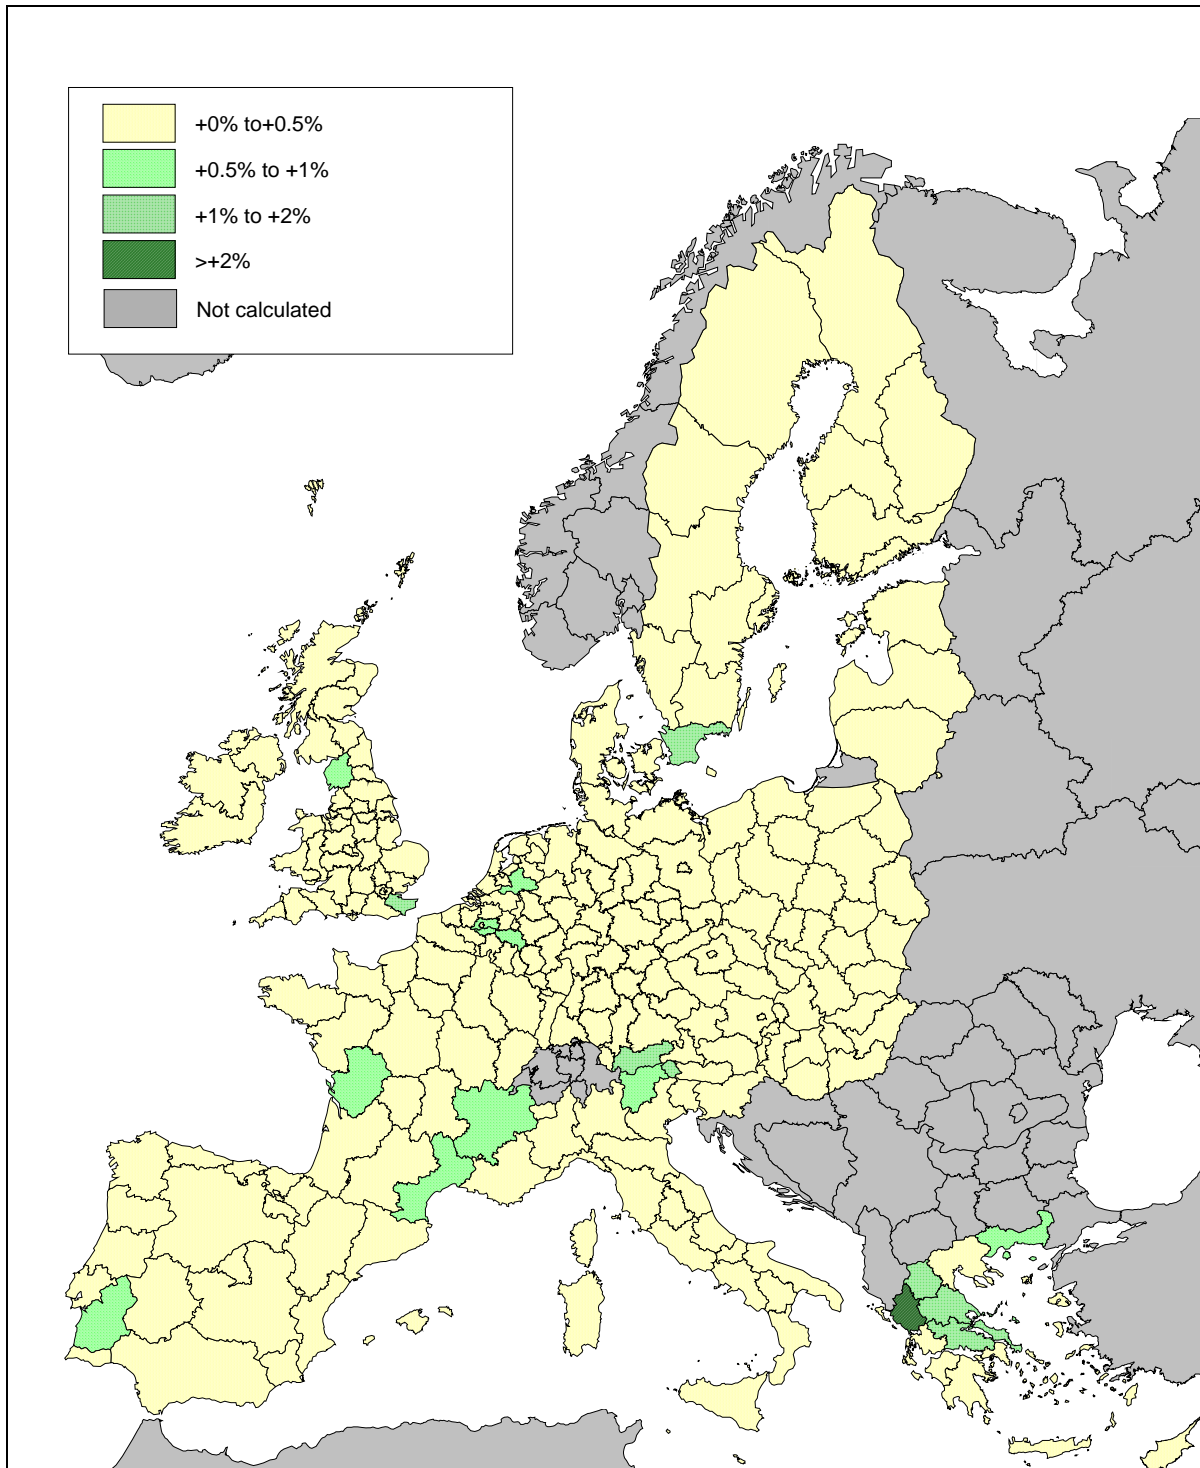 +0% to+0.5%
+0.5% to +1%
+1% to +2%
>+2%
Not calculated